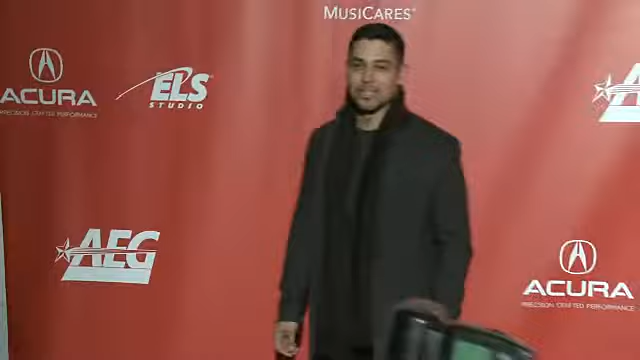 MUSICARES
ACURA
PRECISION CRAFTED PERFORMANCE
ELS
STUDIO
A
AEG
ACURA
PRECISION CRAFTED PERFORMANCE